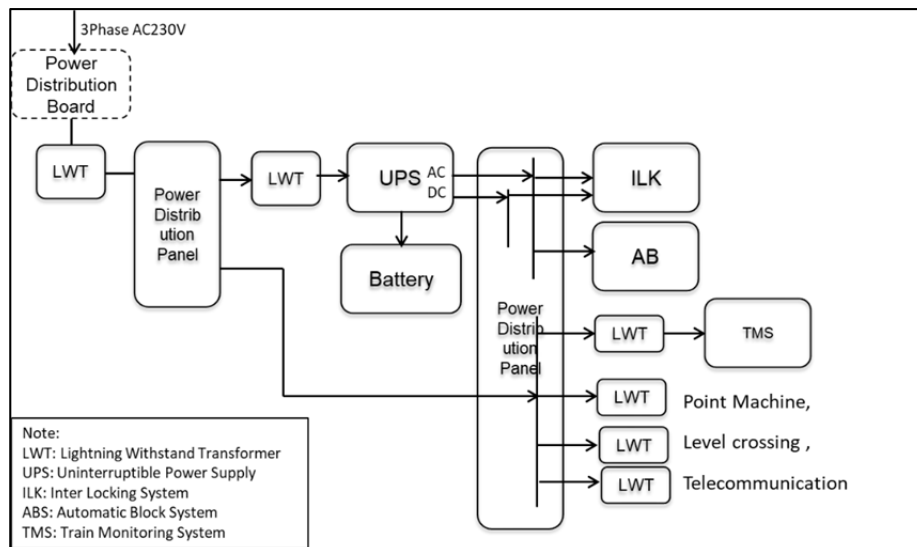 3Phase AC230V
Power
Distribution
Board
LWT
Power
Distrib
ution
Panel
LWT
UPS
AC
DC
Battery
Power
Distrib
ution
Panel
ILK
AB
LWT
TMS
LWT
Point Machine,
LWT
Level crossing ,
LWT
Telecommunication
Note:
LWT: Lightning Withstand Transformer
UPS: Uninterruptible Power Supply
ILK: Inter Locking System
ABS: Automatic Block System
TMS: Train Monitoring System